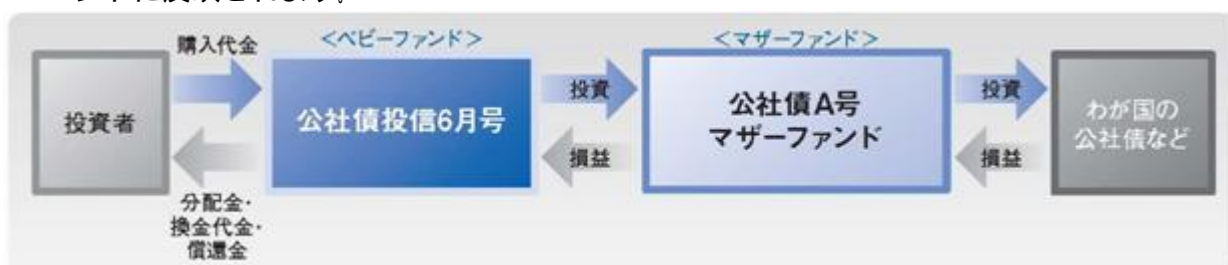 購入代金
<ベビーファンド>
<マザーファンド>
投資者
公社債投信6月号
投資
損益
公社債A号
マザーファンド
投資
損益
わが国の
公社債など
分配金・
換金代金・
償還金